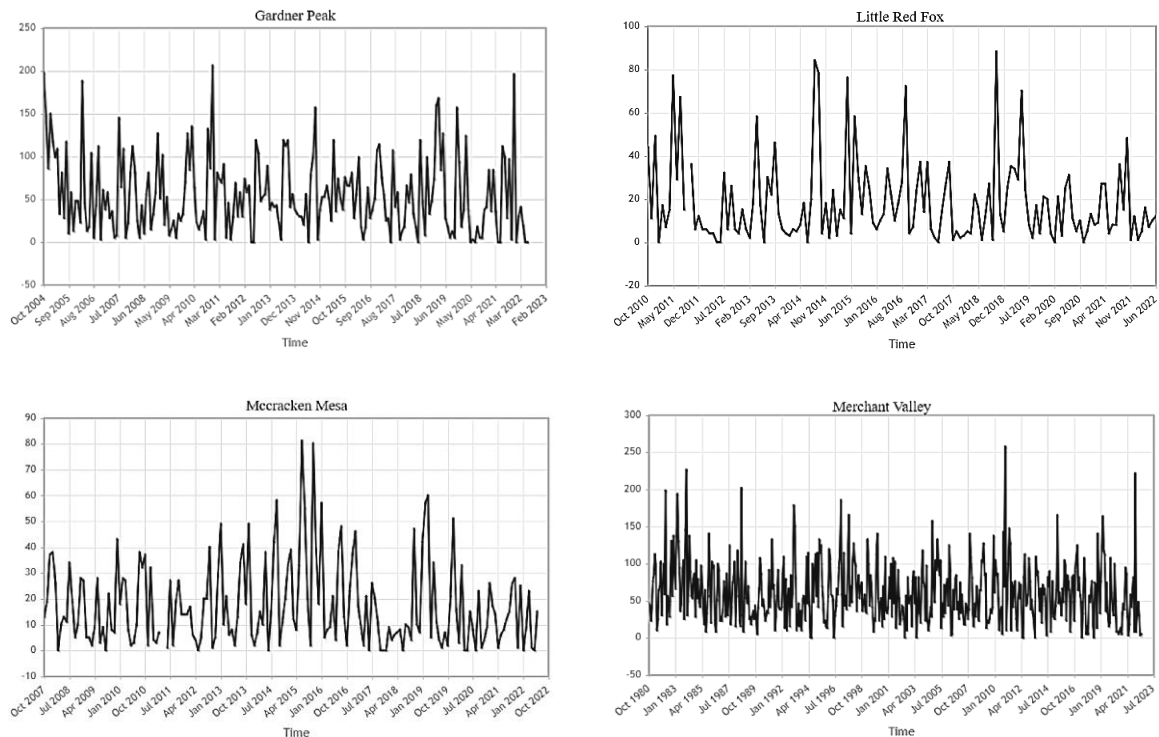 Gardner Peak
250
200
150
100
50
0
-50
Oct 2004
Sep 2005
Aug 2006
Jul 2007
Jun 2008
May 2009
Apr 2010
Mar 2011
Feb 2012
Jan 2013
Dec 2013
Nov 2014
Oct 2015
Sep 2016
Aug 2017
Jul 2018
Jun 2019
May 2020
Apr 2021
Mar 2022
Feb 2023
Time
Little Red Fox
100
80
60
40
20
0
-20
Oct 2010
May 2011
Dec 2011
Jul 2012
Feb 2013
Sep 2013
Apr 2014
Nov 2014
Jun 2015
Jan 2016
Aug 2016
Mar 2017
Oct 2017
May 2018
Dec 2018
Jul 2019
Feb 2020
Sep 2020
Apr 2021
Nov 2021
Jun 2022
Time
Mccracken Mesa
90
80
70
60
50
40
30
20
10
0
-10
Oct 2007
Jul 2008
Apr 2009
Jan 2010
Oct 2010
Jul 2011
Apr 2012
Jan 2013
Oct 2013
Jul 2014
Apr 2015
Jan 2016
Oct 2016
Jul 2017
Apr 2018
Jan 2019
Oct 2019
Jul 2020
Apr 2021
Jan 2022
Oct 2022
Time
Merchant Valley
300
250
200
150
100
50
0
-50
Oct 1980
Jan 1983
Apr 1985
Jul 1987
Oct 1989
Jan 1992
Apr 1994
Jul 1996
Oct 1998
Jan 2001
Apr 2003
Jul 2005
Oct 2007
Jan 2010
Apr 2012
Jul 2014
Oct 2016
Jan 2019
Apr 2021
Jul 2023
Time